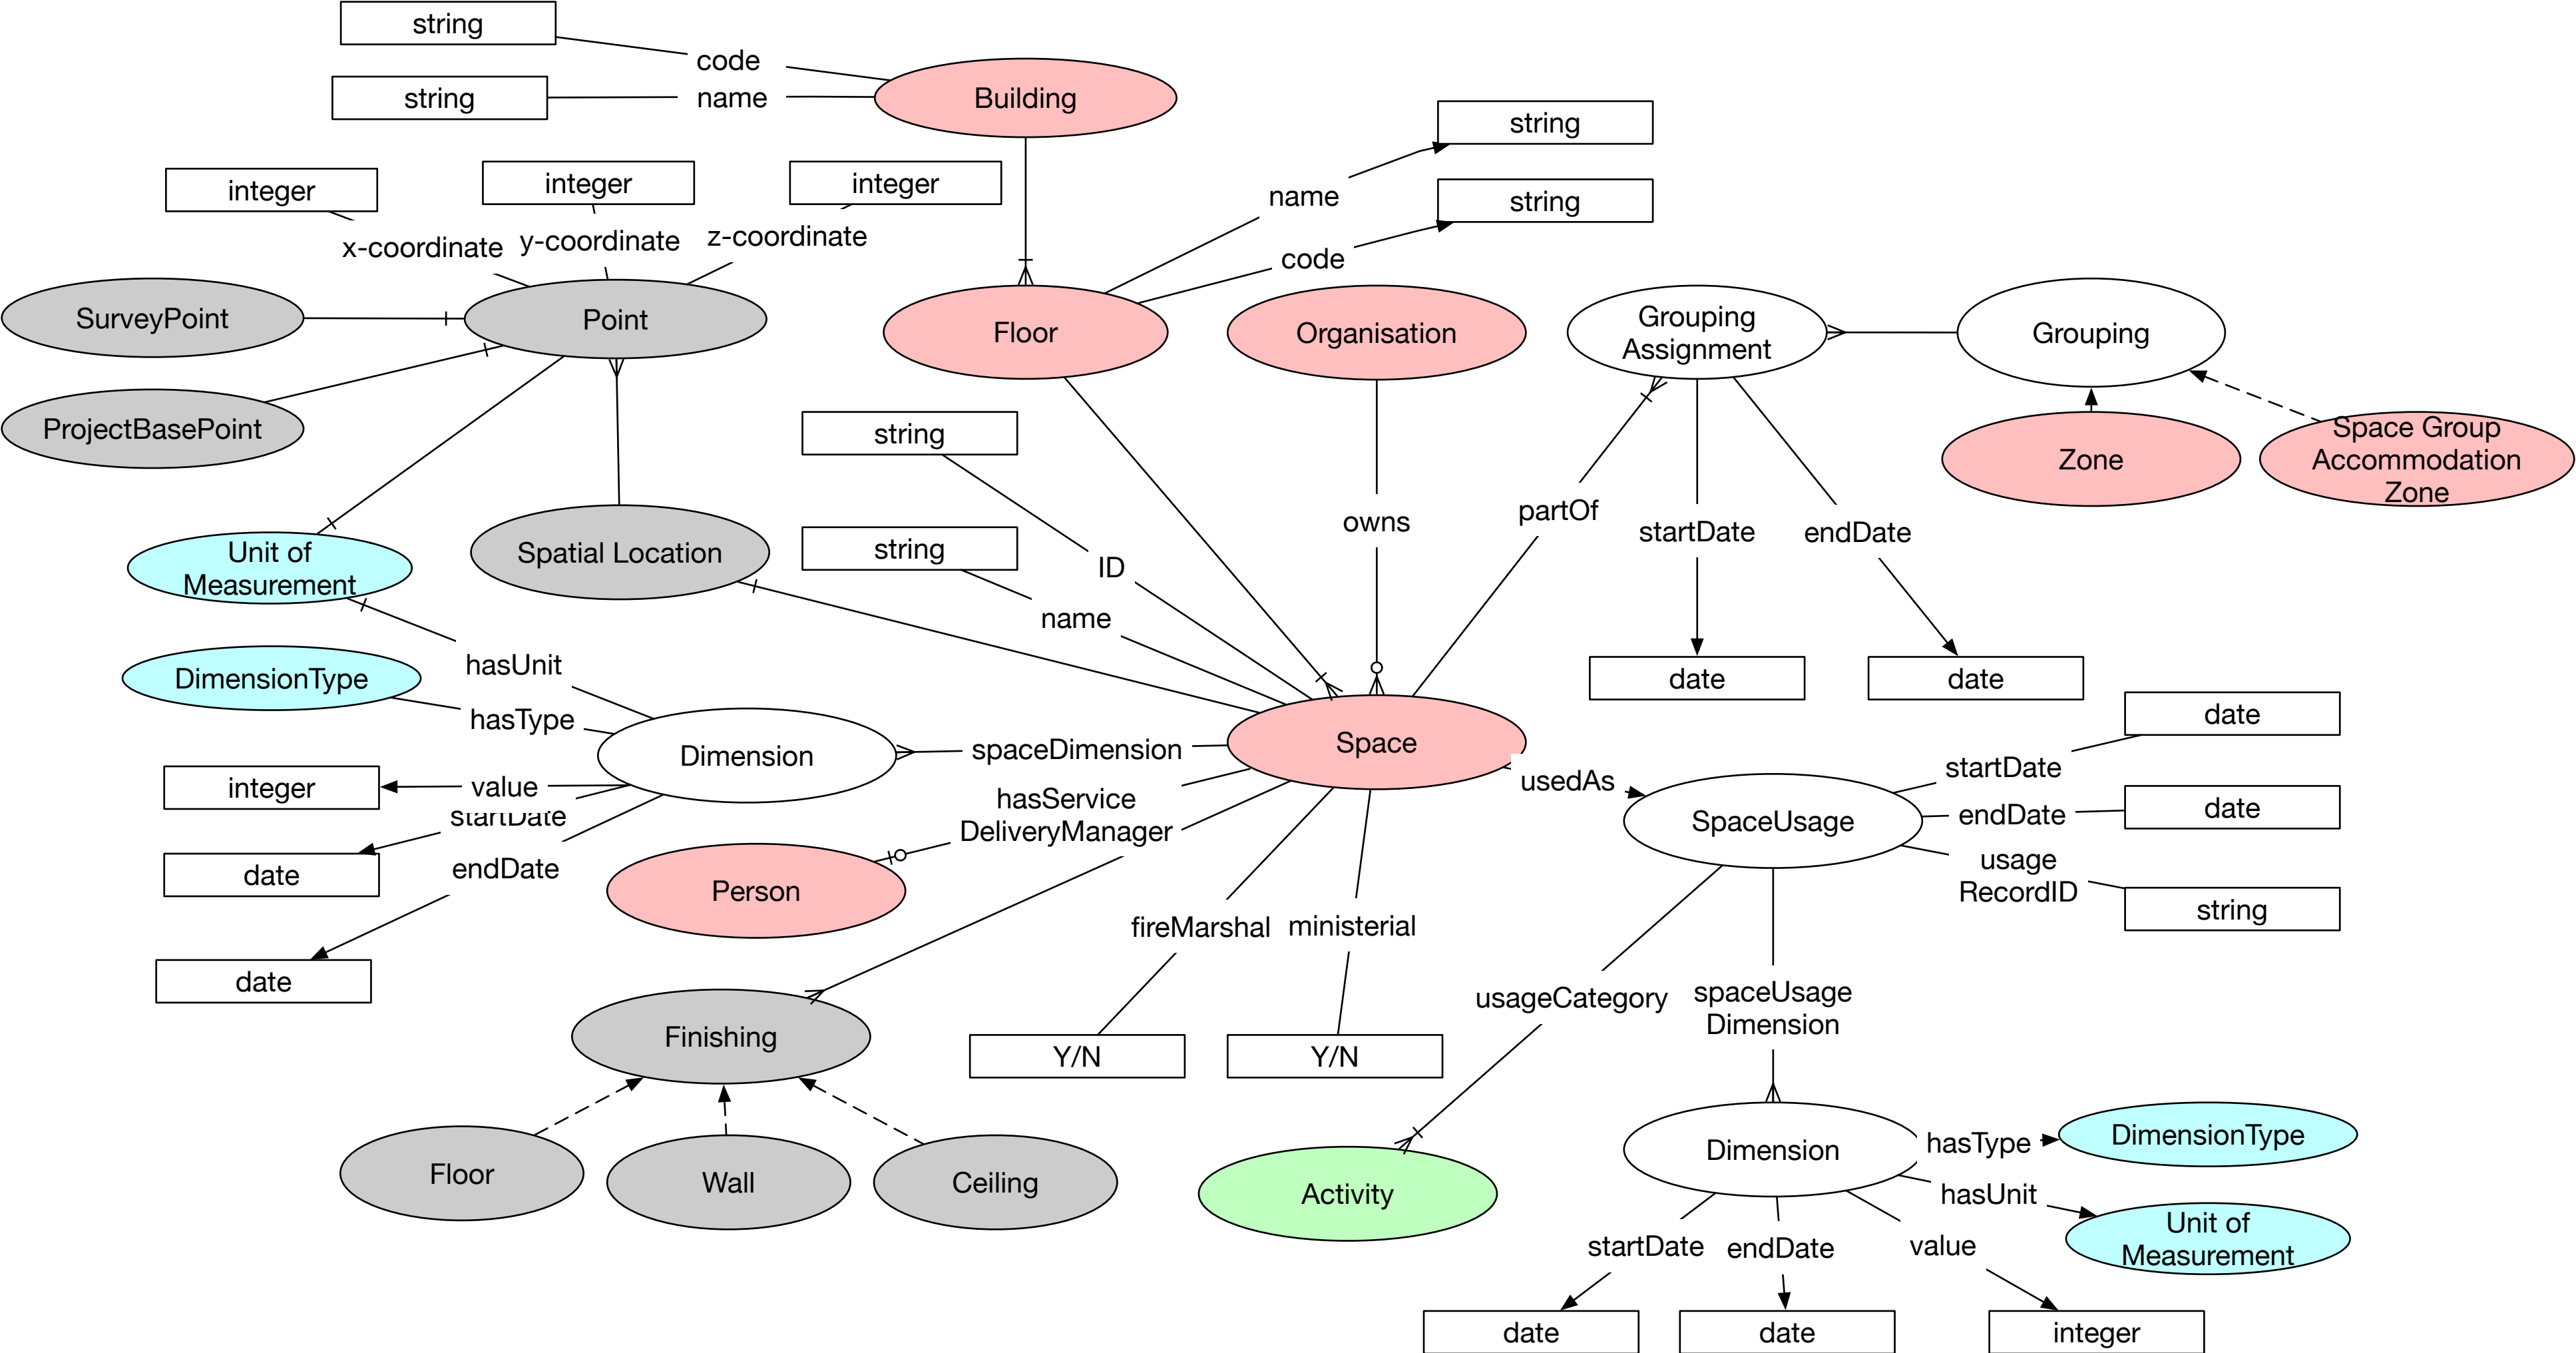 string
code
string
name
Building
string
name
string
code
integer
integer
integer
x-coordinate
y-coordinate
z-coordinate
SurveyPoint
Point
Floor
Organisation
Grouping
Assignment
Grouping
ProjectBasePoint
string
Zone
Space Group
Accommodation
Zone
owns
partOf
startDate
endDate
Unit of
Measurement
Spatial Location
string
ID
name
hasUnit
DimensionType
hasType
date
date
date
Dimension
spaceDimension
Space
usedAs
startDate
integer
value
startDate
hasService
DeliveryManager
SpaceUsage
endDate
date
usage
RecordID
string
date
endDate
Person
fireMarshal
ministerial
date
usageCategory
spaceUsage
Dimension
Finishing
Y/N
Y/N
Floor
Wall
Ceiling
Activity
Dimension
hasType
DimensionType
hasUnit
Unit of
Measurement
startDate
endDate
value
date
date
integer